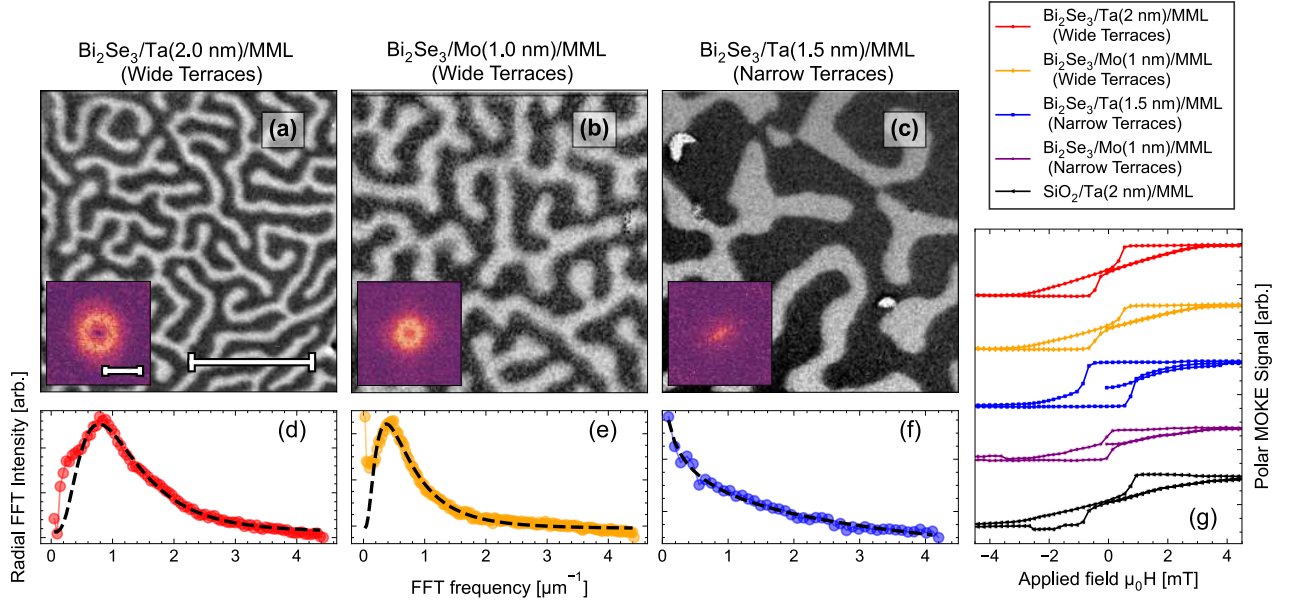 Bi₂Se₃/Ta(2.0 nm)/MML
(Wide Terraces)
Bi₂Se₃/Mo(1.0 nm)/MML
(Wide Terraces)
Bi₂Se₃/Ta(1.5 nm)/MML
(Narrow Terraces)
(a)
(b)
(c)
Bi₂Se₃/Ta(2 nm)/MML
(Wide Terraces)
Bi₂Se₃/Mo(1 nm)/MML
(Wide Terraces)
Bi₂Se₃/Ta(1.5 nm)/MML
(Narrow Terraces)
Bi₂Se₃/Mo(1 nm)/MML
(Narrow Terraces)
SiO₂/Ta(2 nm)/MML
Radial FFT Intensity [arb.]
(d)
(e)
(f)
0 1 2 3 4
0 1 2 3 4
0 1 2 3 4
FFT frequency [µm⁻¹]
(g)
Polar MOKE Signal [arb.]
−4 −2 0 2 4
Applied field µ₀H [mT]